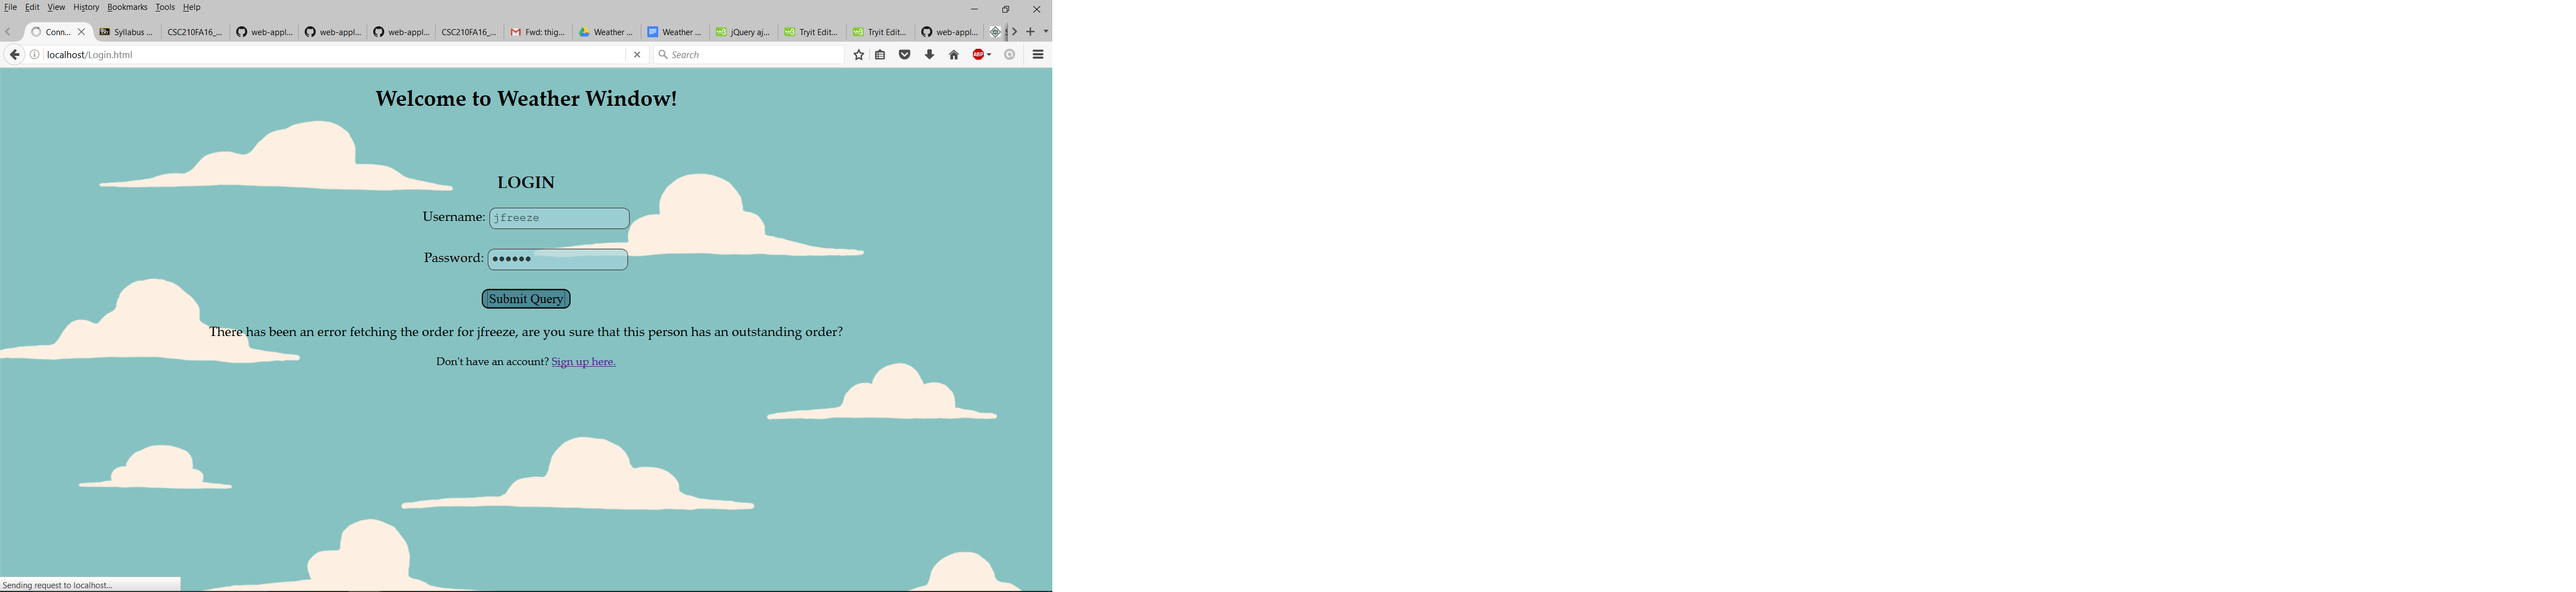 File Edit View History Bookmarks Tools Help
Conn... Syllabus ... CSC210FA16_... web-appl... web-appl... web-appl... CSC210FA16_... Fwd: thig... Weather ... Weather ... jQuery aj... Tryit Edit... Tryit Edit... web-appl...
localhost/Login.html Search ABP
Welcome to Weather Window!
LOGIN
Username: jfreeze
Password: ••••••
Submit Query
There has been an error fetching the order for jfreeze, are you sure that this person has an outstanding order?
Don't have an account? Sign up here.
Sending request to localhost...